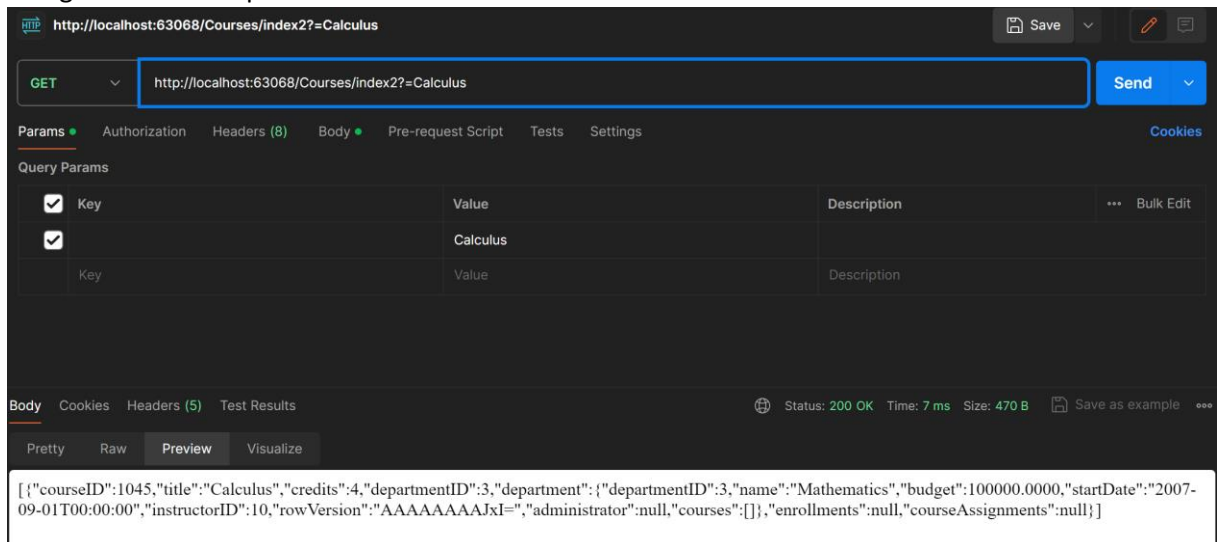 HTTP http://localhost:63068/Courses/index2?=Calculus Save
GET http://localhost:63068/Courses/index2?=Calculus Send
Params Authorization Headers (8) Body Pre-request Script Tests Settings Cookies
Query Params
Key Value Description ••• Bulk Edit
Calculus
Key Value Description
Body Cookies Headers (5) Test Results Status: 200 OK Time: 7 ms Size: 470 B Save as example •••
Pretty Raw Preview Visualize
[{"courseID":1045,"title":"Calculus","credits":4,"departmentID":3,"department":{"departmentID":3,"name":"Mathematics","budget":100000.0000,"startDate":"2007-
09-01T00:00:00","instructorID":10,"rowVersion":"AAAAAAAAJxI=","administrator":null,"courses":[]},"enrollments":null,"courseAssignments":null}]